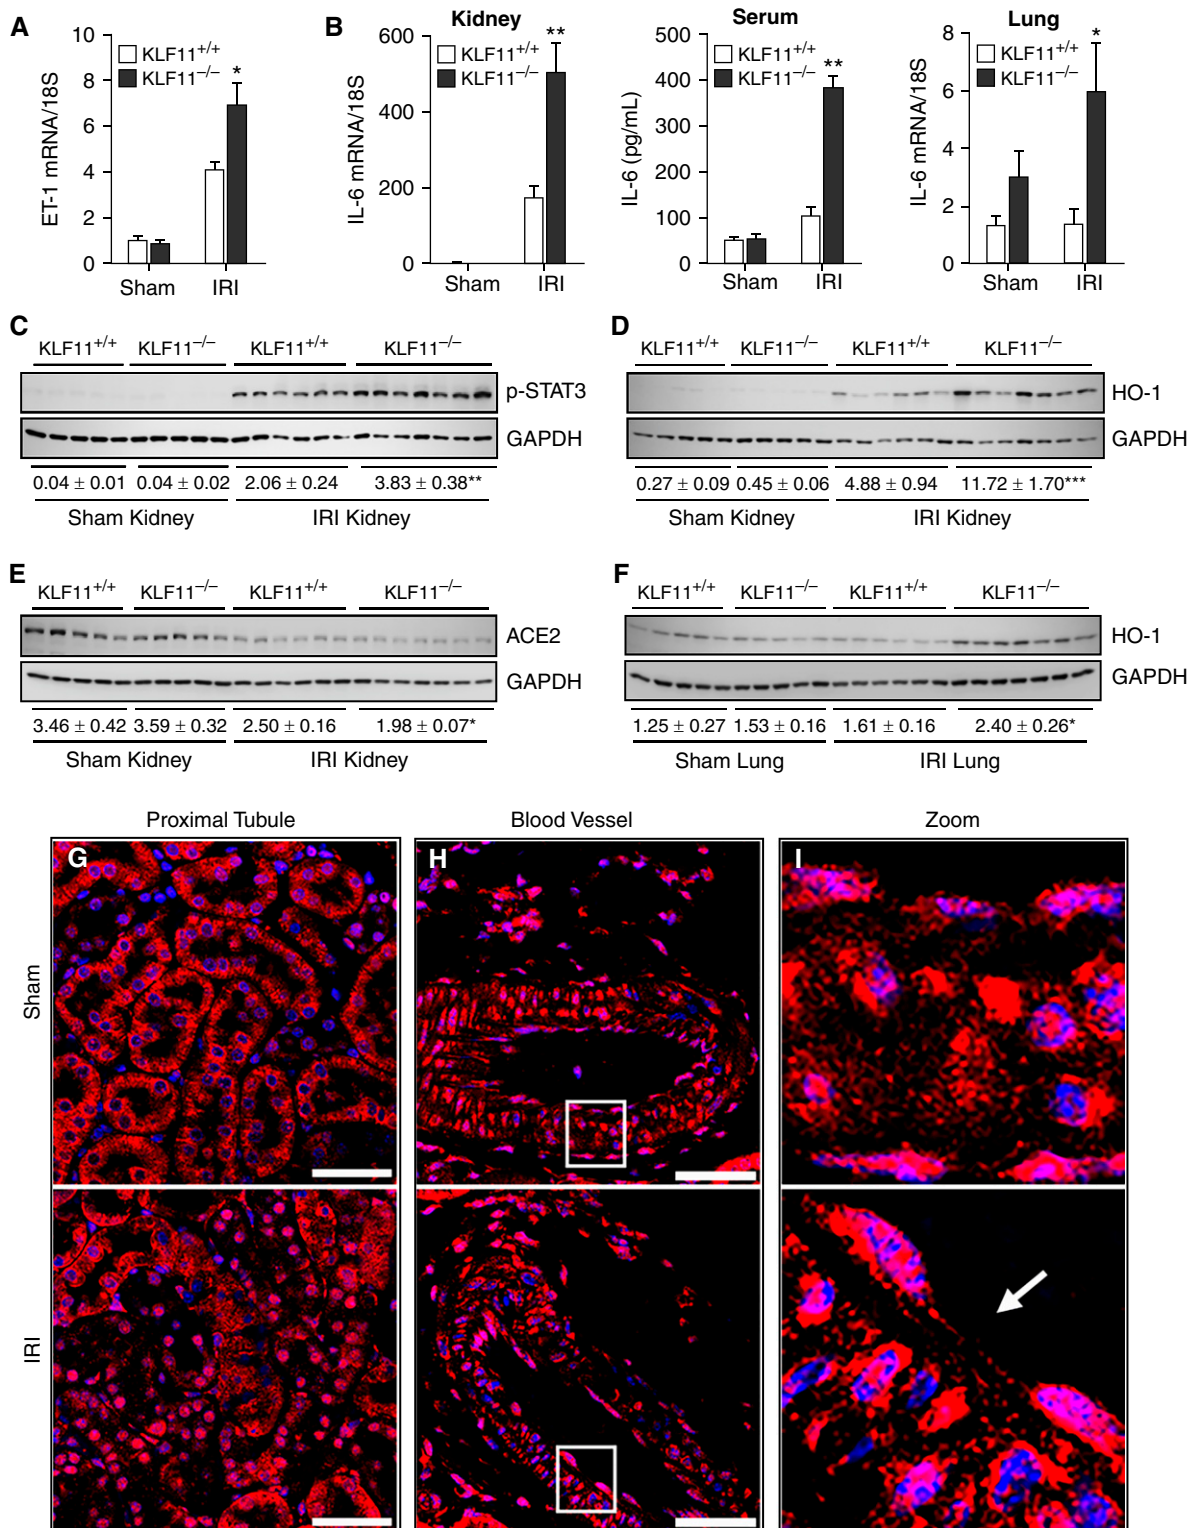 A
10
8
6
4
2
0
ET-1 mRNA/18S
KLF11+/+
KLF11−/−
*
Sham
IRI
B
Kidney
600
400
200
0
IL-6 mRNA/18S
KLF11+/+
KLF11−/−
**
Sham
IRI
Serum
500
400
300
200
100
0
IL-6 (pg/mL)
KLF11+/+
KLF11−/−
**
Sham
IRI
Lung
8
6
4
2
0
IL-6 mRNA/18S
KLF11+/+
KLF11−/−
*
Sham
IRI
C
KLF11+/+ KLF11−/− KLF11+/+ KLF11−/−
p-STAT3
GAPDH
0.04 ± 0.01 0.04 ± 0.02 2.06 ± 0.24 3.83 ± 0.38**
Sham Kidney IRI Kidney
D
KLF11+/+ KLF11−/− KLF11+/+ KLF11−/−
HO-1
GAPDH
0.27 ± 0.09 0.45 ± 0.06 4.88 ± 0.94 11.72 ± 1.70***
Sham Kidney IRI Kidney
E
KLF11+/+ KLF11−/− KLF11+/+ KLF11−/−
ACE2
GAPDH
3.46 ± 0.42 3.59 ± 0.32 2.50 ± 0.16 1.98 ± 0.07*
Sham Kidney IRI Kidney
F
KLF11+/+ KLF11−/− KLF11+/+ KLF11−/−
HO-1
GAPDH
1.25 ± 0.27 1.53 ± 0.16 1.61 ± 0.16 2.40 ± 0.26*
Sham Lung IRI Lung
Proximal Tubule Blood Vessel Zoom
G H I
Sham
IRI